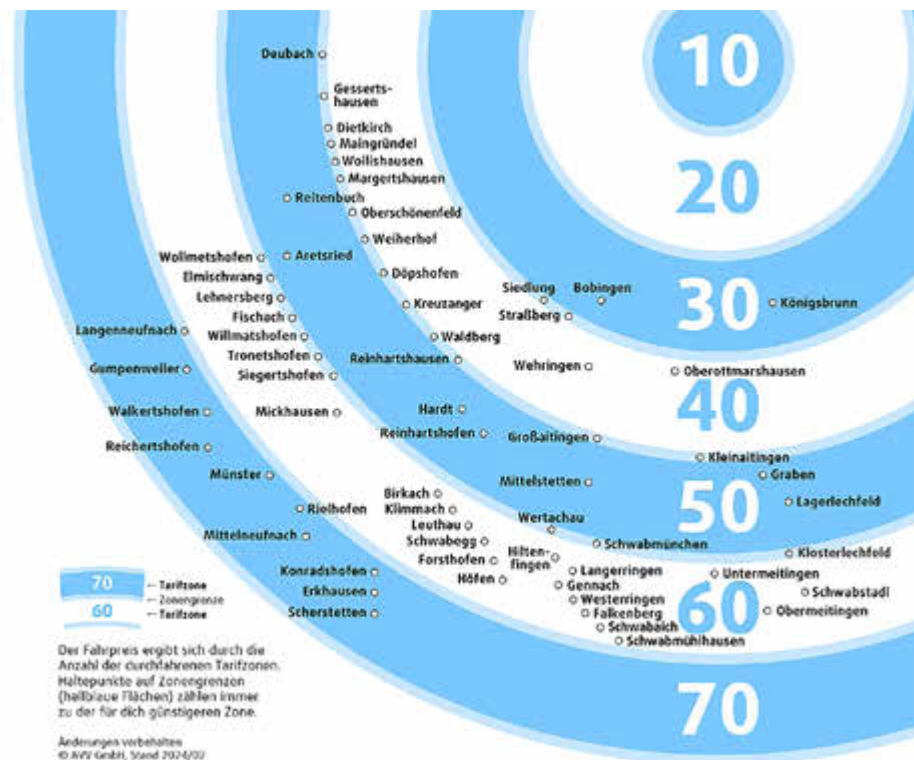 10
Deubach
Gesserts-
hausen
Dietkirch
Maingründel
Wollishausen
Margertshausen
20
Reitenbuch
Oberschönenfeld
Weiherhof
Wollmetshofen
Aretsried
Elmischwang
Döpshofen
Siedlung
Bobingen
Lehnersberg
Kreuzanger
30
Königsbrunn
Fischach
Straßberg
Langenneufnach
Willmatshofen
Waldberg
Tronetshofen
Reinhartshausen
Gumpenweiler
Siegertshofen
Wehringen
Oberottmarshausen
40
Walkertshofen
Mickhausen
Hardt
Reinhartshofen
Großaitingen
Reichertshofen
Kleinaitingen
Münster
Mittelstetten
Graben
Birkach
50
Lagerlechfeld
Rielhofen
Klimmach
Wertachau
Leuthau
Mittelneufnach
Schwabegg
Schwabmünchen
Forsthofen
Hilten-
fingen
Klosterlechfeld
Konradshofen
Höfen
Langerringen
Untermeitingen
Erkhausen
Gennach
Schwabstadl
Westerringen
60
Obermeitingen
Scherstetten
Falkenberg
Schwabaich
Schwabmühlhausen
70
70
Tarifzone
Zonengrenze
60
Tarifzone
Der Fahrpreis ergibt sich durch die
Anzahl der durchfahrenen Tarifzonen.
Haltepunkte auf Zonengrenzen
(hellblaue Flächen) zählen immer
zu der für dich günstigeren Zone.
Änderungen vorbehalten
© AVV GmbH, Stand 2024/02